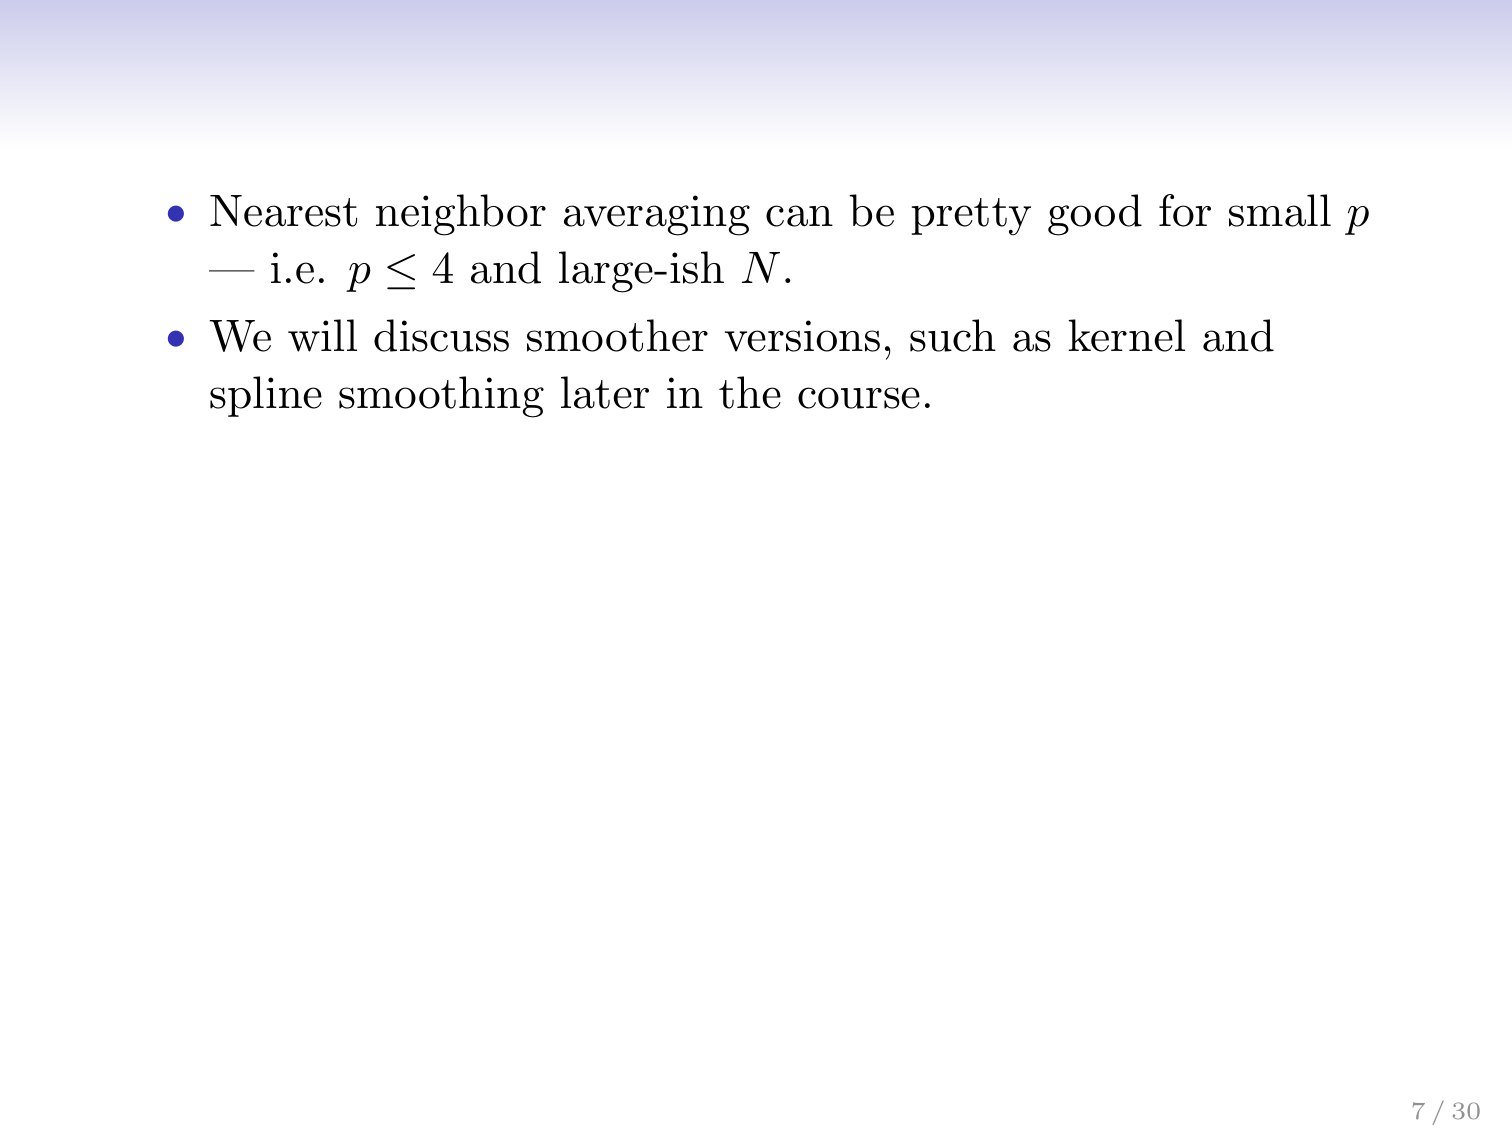 • Nearest neighbor averaging can be pretty good for small p
— i.e. p ≤ 4 and large-ish N.
• We will discuss smoother versions, such as kernel and
spline smoothing later in the course.
7 / 30